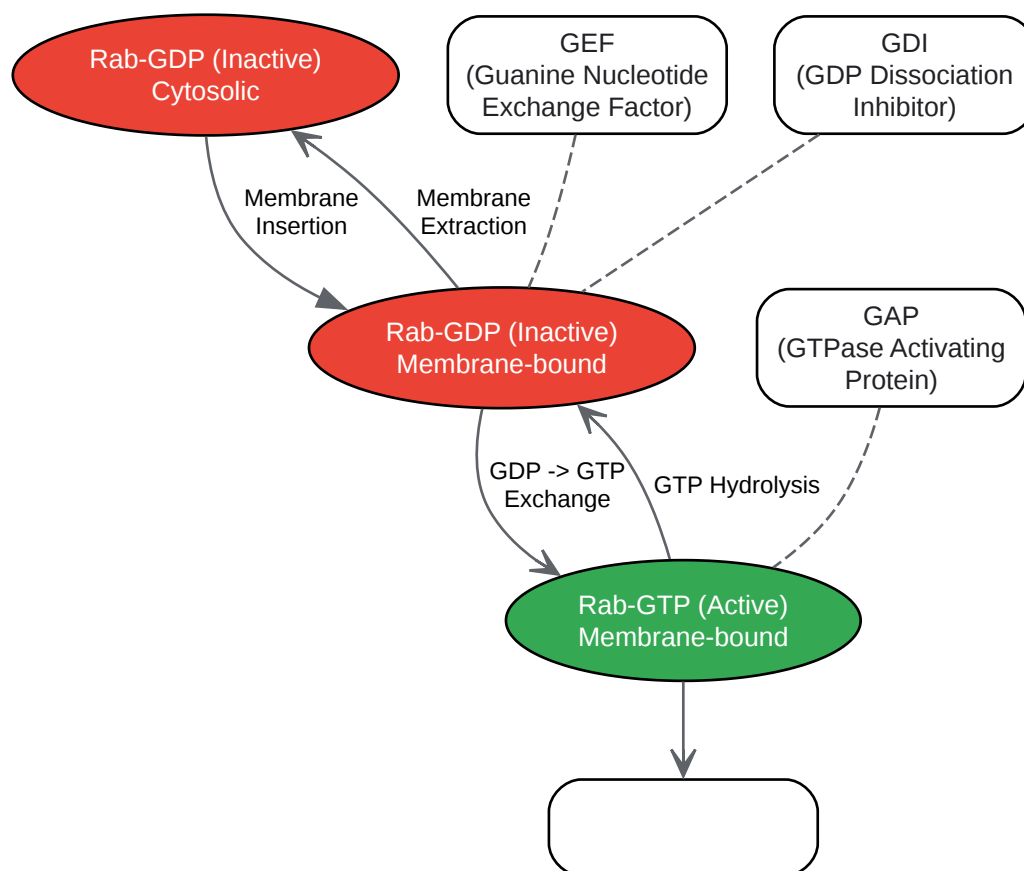 Rab-GDP (Inactive)
Cytosolic
GEF
(Guanine Nucleotide
Exchange Factor)
GDI
(GDP Dissociation
Inhibitor)
Membrane
Insertion
Membrane
Extraction
Rab-GDP (Inactive)
Membrane-bound
GAP
(GTPase Activating
Protein)
GDP -> GTP
Exchange
GTP Hydrolysis
Rab-GTP (Active)
Membrane-bound